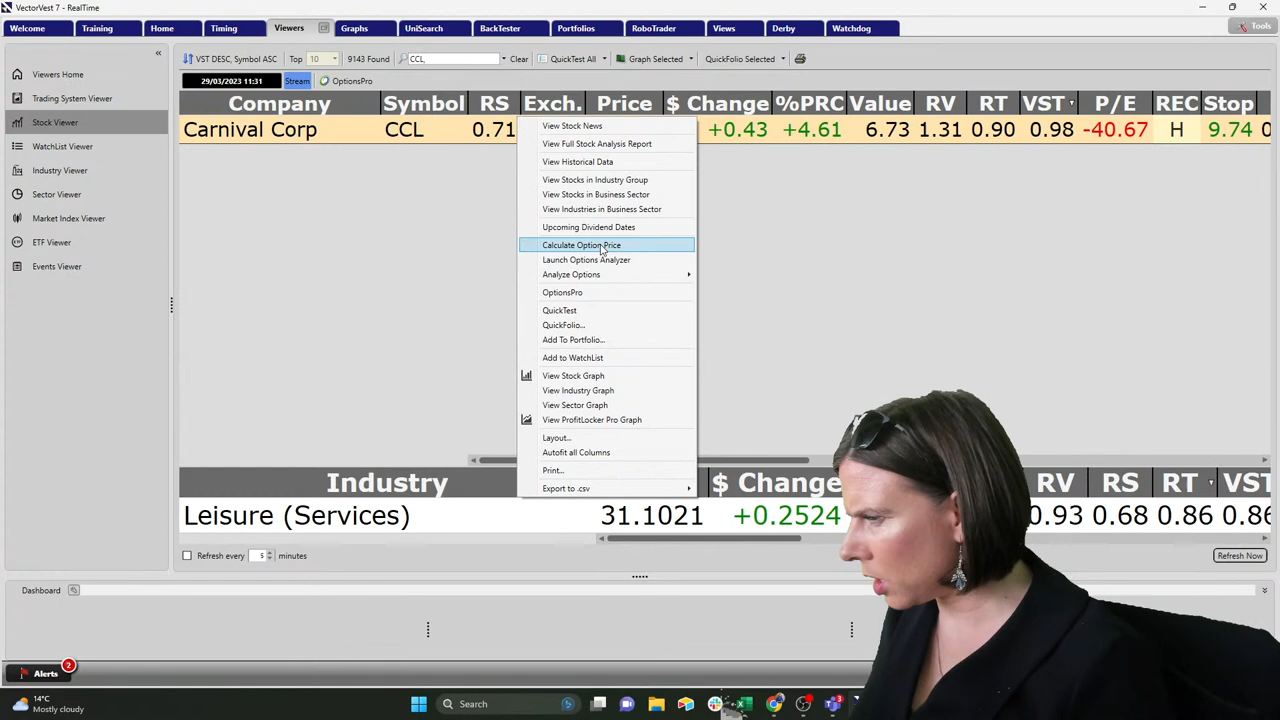 VectorVest 7 - RealTime
Welcome Training Home Timing Viewers Graphs UniSearch BackTester Portfolios RoboTrader Views Derby Watchdog
Tools
VST DESC, Symbol ASC Top 10 9143 Found CCL, Clear QuickTest All Graph Selected QuickFolio Selected
29/03/2023 11:31 Stream OptionsPro
Viewers Home
Trading System Viewer
Stock Viewer
WatchList Viewer
Industry Viewer
Sector Viewer
Market Index Viewer
ETF Viewer
Events Viewer
Company Symbol RS Exch. Price $ Change %PRC Value RV RT VST P/E REC Stop
Carnival Corp CCL 0.71 +0.43 +4.61 6.73 1.31 0.90 0.98 -40.67 H 9.74
View Stock News
View Full Stock Analysis Report
View Historical Data
View Stocks in Industry Group
View Stocks in Business Sector
View Industries in Business Sector
Upcoming Dividend Dates
Calculate Option Price
Launch Options Analyzer
Analyze Options
OptionsPro
QuickTest
QuickFolio...
Add To Portfolio...
Add to WatchList
View Stock Graph
View Industry Graph
View Sector Graph
View ProfitLocker Pro Graph
Layout...
Autofit all Columns
Print...
Export to .csv
Industry $ Change RV RS RT VST
Leisure (Services) 31.1021 +0.2524 0.93 0.68 0.86 0.86
Refresh every 5 minutes
Refresh Now
Dashboard
Alerts 2
14°C
Mostly cloudy
Search